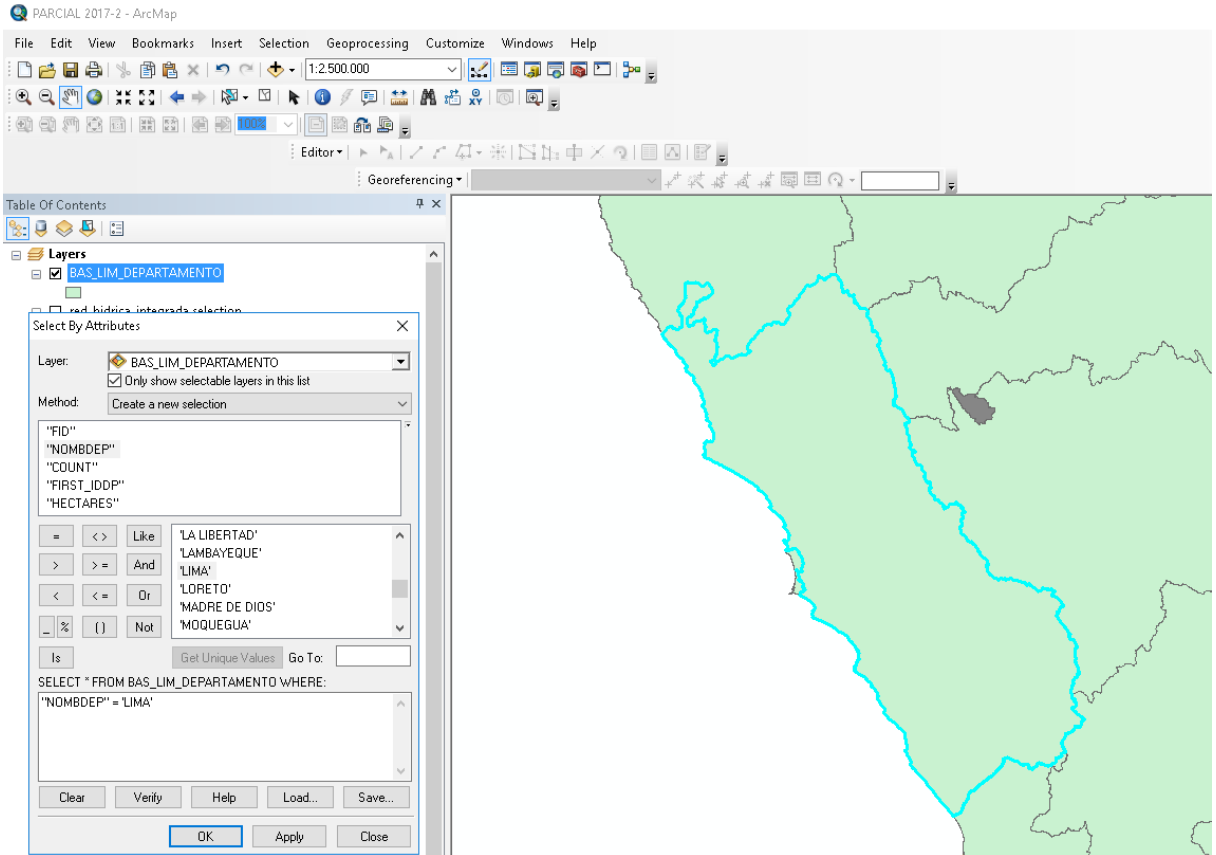 PARCIAL 2017-2 - ArcMap
File Edit View Bookmarks Insert Selection Geoprocessing Customize Windows Help
1:2.500.000
100%
Editor
Georeferencing
Table Of Contents
Layers
BAS_LIM_DEPARTAMENTO
red_hidrica_integrada selection
Select By Attributes
Layer: BAS_LIM_DEPARTAMENTO
Only show selectable layers in this list
Method: Create a new selection
"FID"
"NOMBDEP"
"COUNT"
"FIRST_IDDP"
"HECTARES"
= < > Like 'LA LIBERTAD'
'LAMBAYEQUE'
> > = And 'LIMA'
'LORETO'
< < = Or 'MADRE DE DIOS'
_ % () Not 'MOQUEGUA'
Is Get Unique Values Go To:
SELECT * FROM BAS_LIM_DEPARTAMENTO WHERE:
"NOMBDEP" = 'LIMA'
Clear Verify Help Load... Save...
OK Apply Close